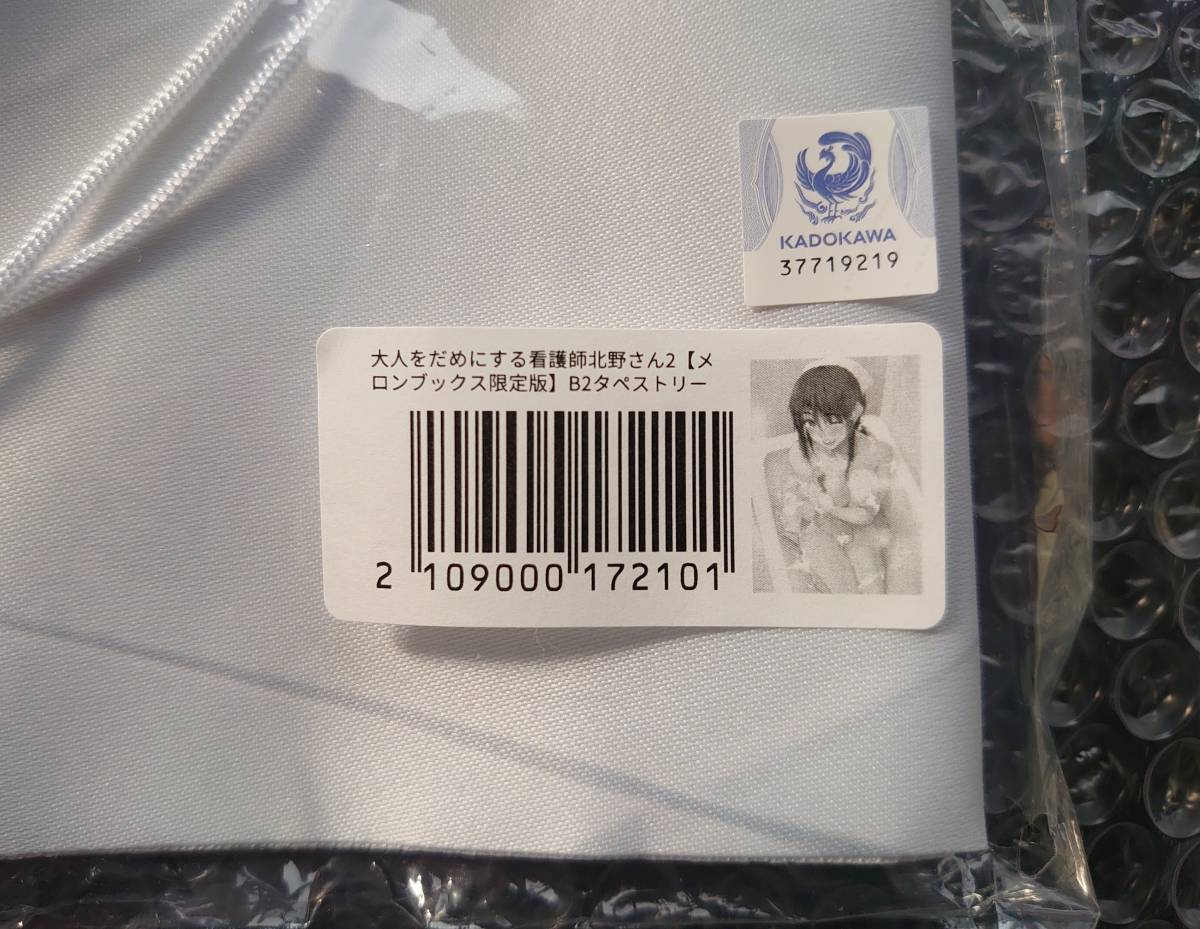 KADOKAWA
37719219
大人をだめにする看護師北野さん2【メ
ロンブックス限定版】B2タペストリー
2 109000 172101